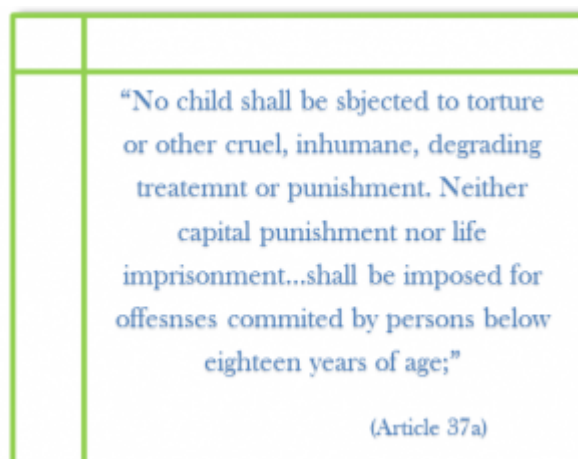 “No child shall be sbjected to torture
or other cruel, inhumane, degrading
treatemnt or punishment. Neither
capital punishment nor life
imprisonment...shall be imposed for
offesnses commited by persons below
eighteen years of age;”
(Article 37a)